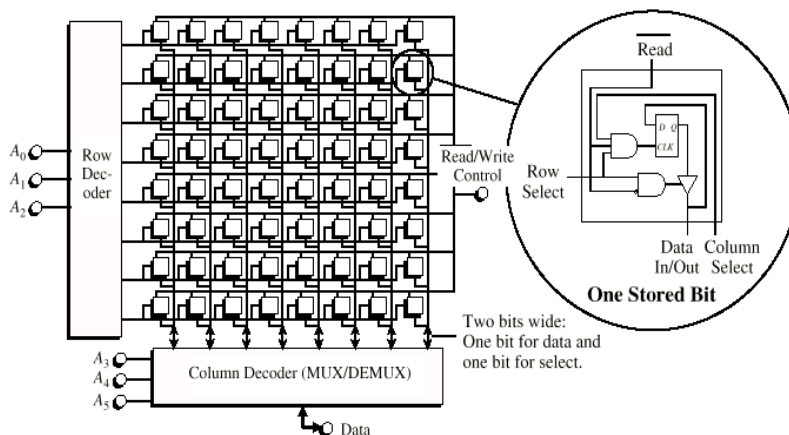 Read
A0
A1
A2
Row
Dec-
oder
Read/Write
Control
D Q
CLK
Row
Select
Data
In/Out
Column
Select
One Stored Bit
Two bits wide:
One bit for data and
one bit for select.
A3
A4
A5
Column Decoder (MUX/DEMUX)
Data